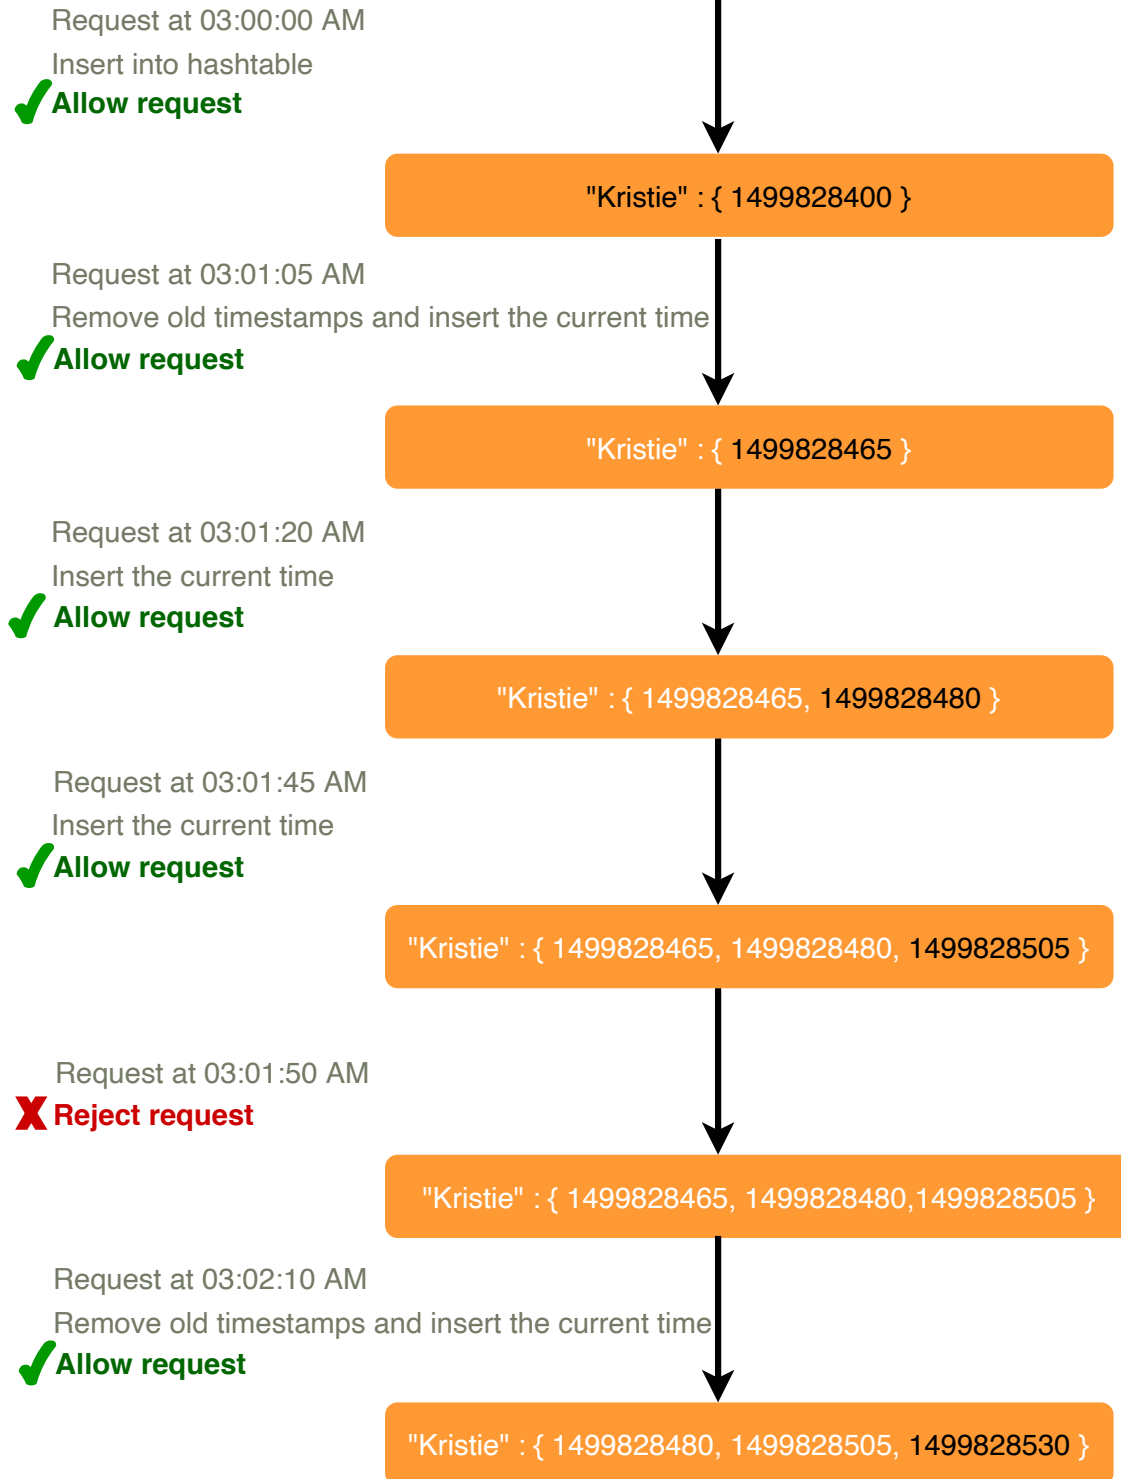 Request at 03:00:00 AM
Insert into hashtable
Allow request
"Kristie" : { 1499828400 }
Request at 03:01:05 AM
Remove old timestamps and insert the current time
Allow request
"Kristie" : { 1499828465 }
Request at 03:01:20 AM
Insert the current time
Allow request
"Kristie" : { 1499828465, 1499828480 }
Request at 03:01:45 AM
Insert the current time
Allow request
"Kristie" : { 1499828465, 1499828480, 1499828505 }
Request at 03:01:50 AM
Reject request
"Kristie" : { 1499828465, 1499828480,1499828505 }
Request at 03:02:10 AM
Remove old timestamps and insert the current time
Allow request
"Kristie" : { 1499828480, 1499828505, 1499828530 }